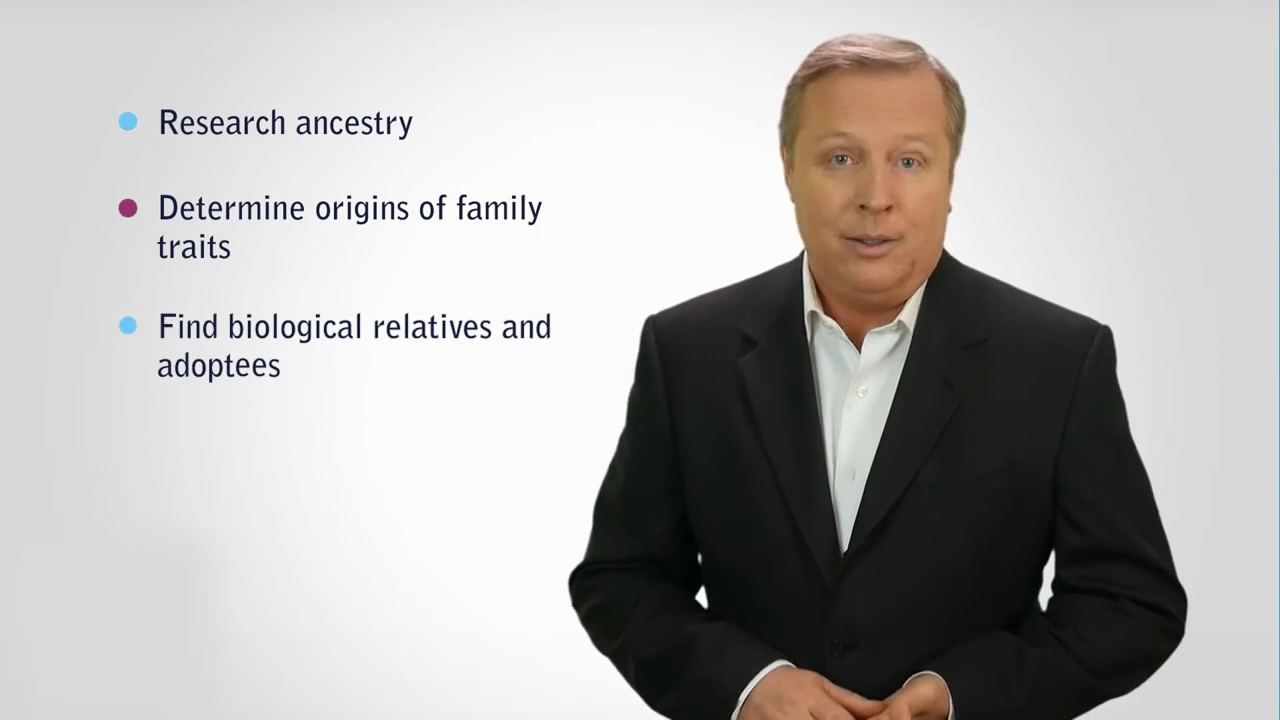 Research ancestry
Determine origins of family
traits
Find biological relatives and
adoptees